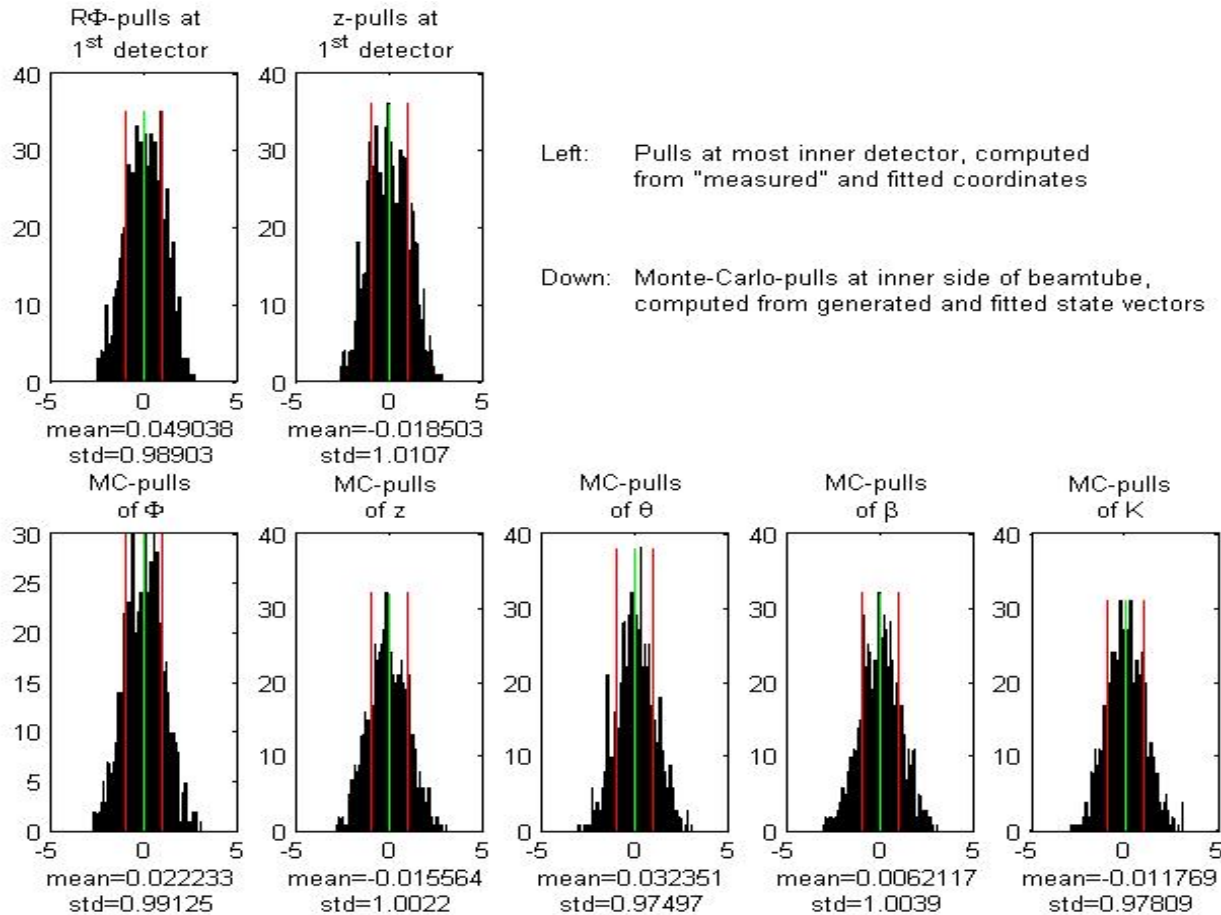 RΦ-pulls at
1st detector
z-pulls at
1st detector
40
30
20
10
0
-5 0 5
mean=0.049038
std=0.98903
40
30
20
10
0
-5 0 5
mean=-0.018503
std=1.0107
Left: Pulls at most inner detector, computed
from "measured" and fitted coordinates
Down: Monte-Carlo-pulls at inner side of beamtube,
computed from generated and fitted state vectors
MC-pulls
of Φ
30
25
20
15
10
5
0
-5 0 5
mean=0.022233
std=0.99125
MC-pulls
of z
40
30
20
10
0
-5 0 5
mean=-0.015564
std=1.0022
MC-pulls
of θ
40
30
20
10
0
-5 0 5
mean=0.032351
std=0.97497
MC-pulls
of β
40
30
20
10
0
-5 0 5
mean=0.0062117
std=1.0039
MC-pulls
of K
40
30
20
10
0
-5 0 5
mean=-0.011769
std=0.97809